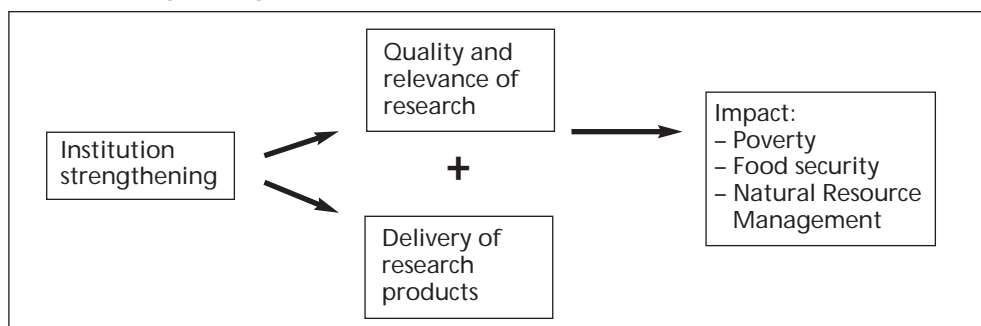 Institution
strengthening
Quality and
relevance of
research
+
Delivery of
research
products
Impact:
– Poverty
– Food security
– Natural Resource
Management